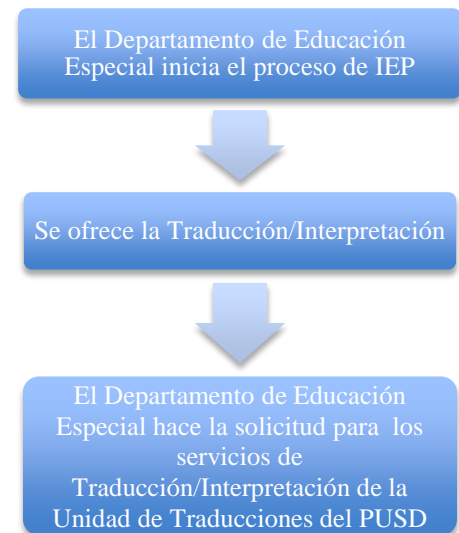 El Departamento de Educación
Especial inicia el proceso de IEP
Se ofrece la Traducción/Interpretación
El Departamento de Educación
Especial hace la solicitud para los
servicios de
Traducción/Interpretación de la
Unidad de Traducciones del PUSD